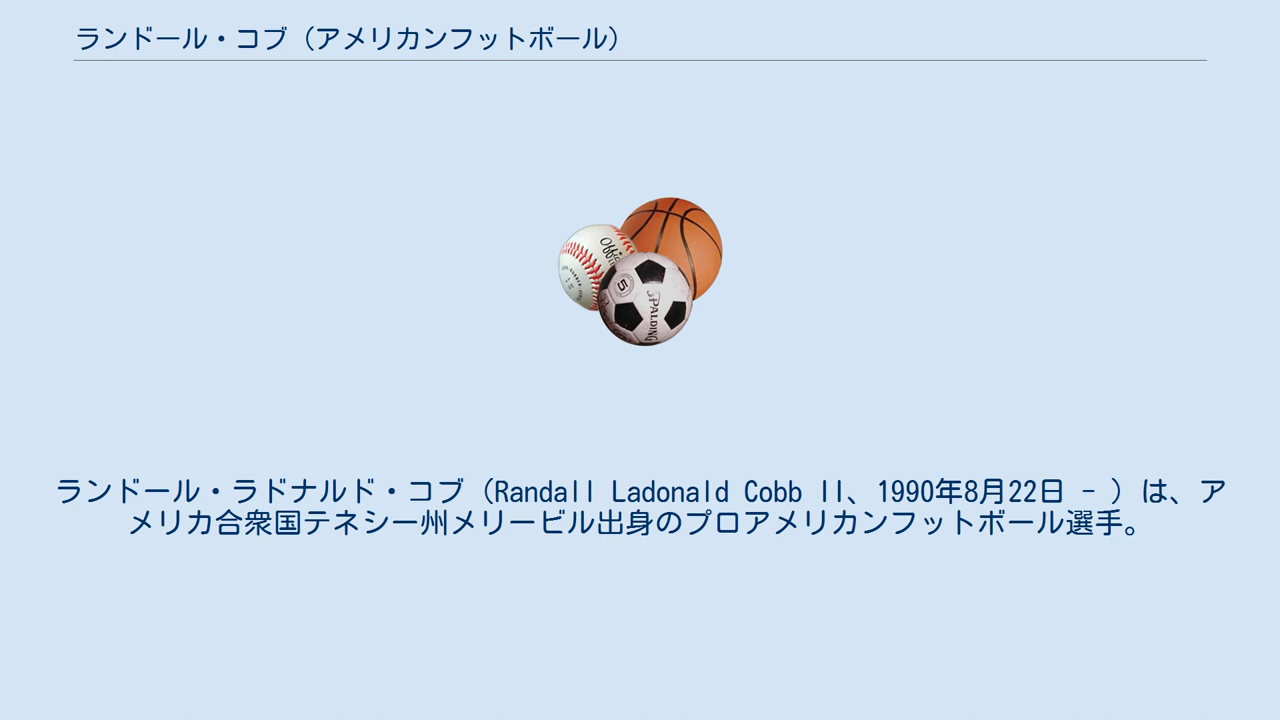 ランドール・コブ（アメリカンフットボール）
Offi
5
SPALDING
ランドール・ラドナルド・コブ（Randall Ladonald Cobb II、1990年8月22日 - ）は、ア
メリカ合衆国テネシー州メリービル出身のプロアメリカンフットボール選手。